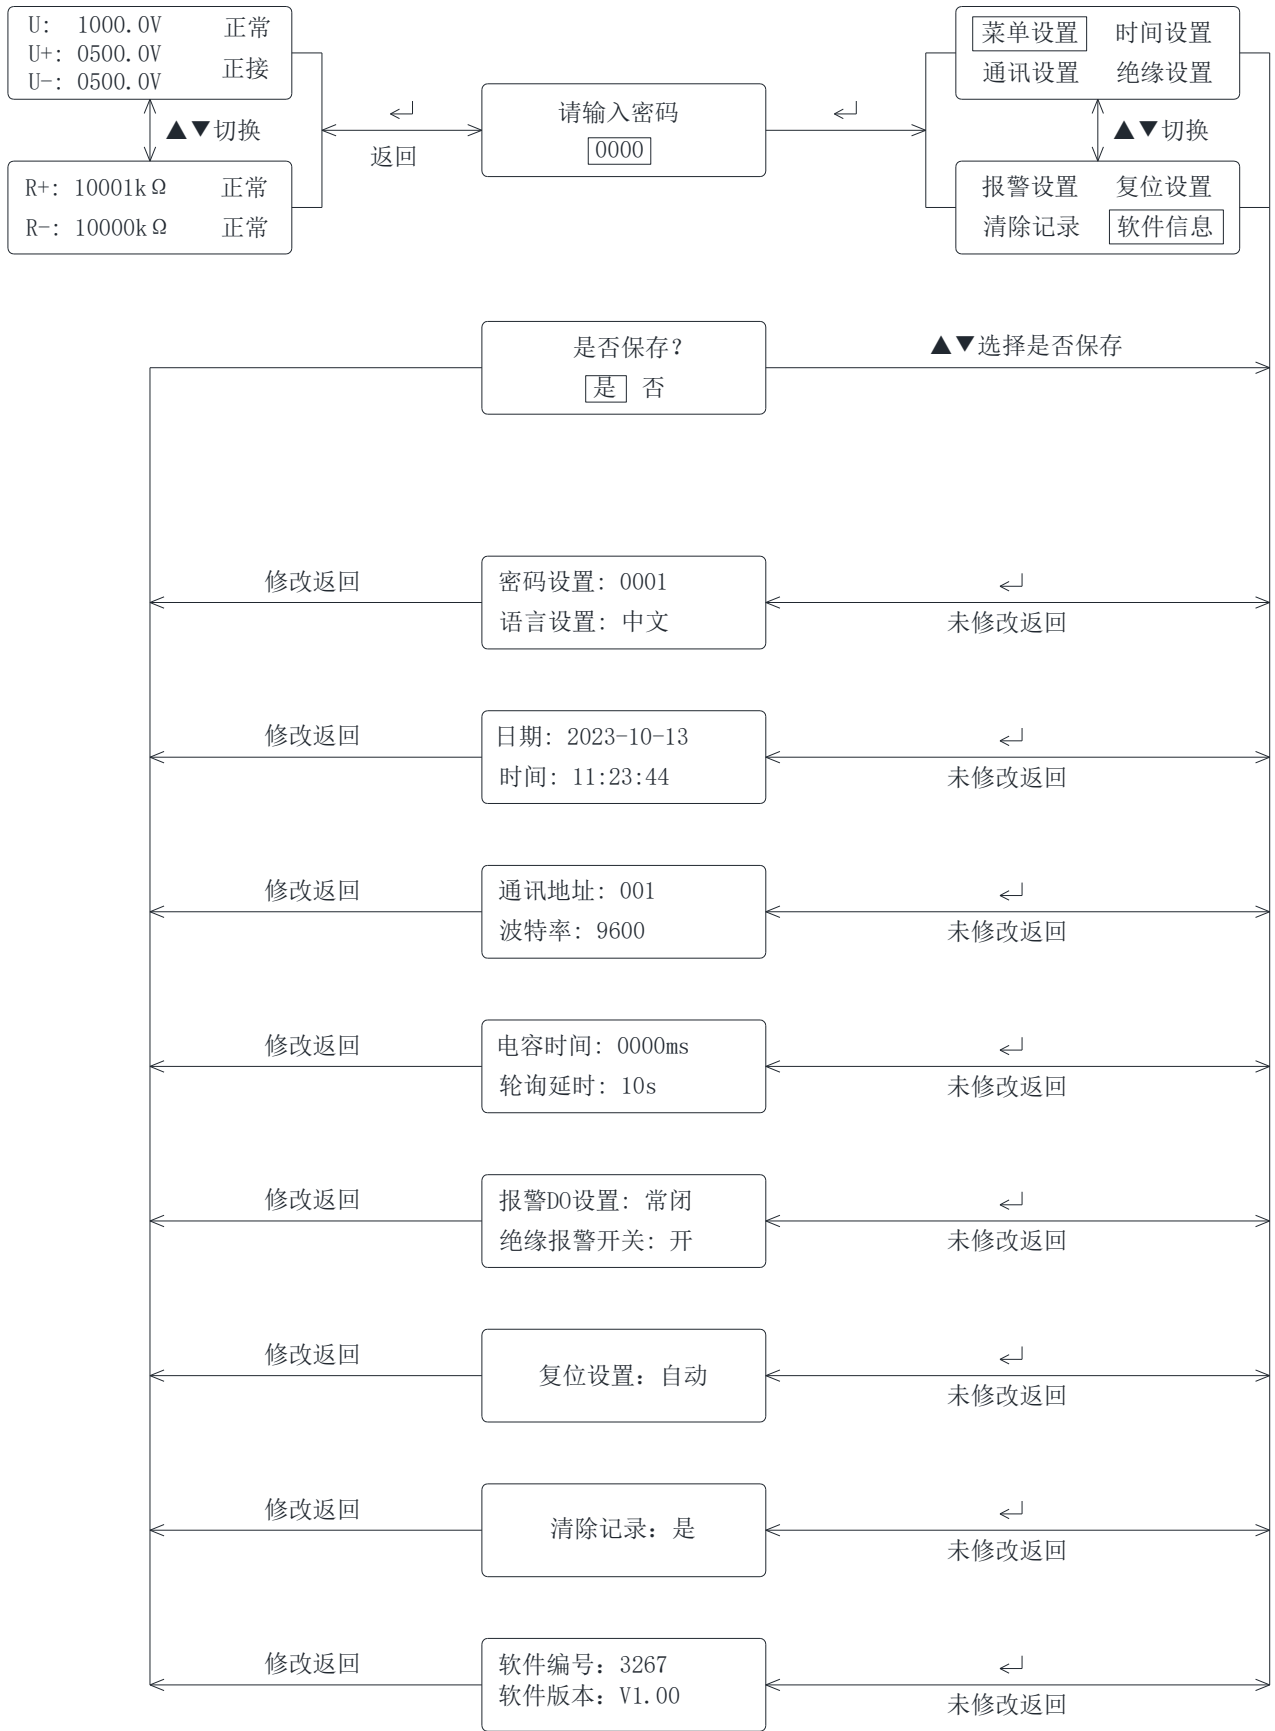 U: 1000.0V 正常
U+: 0500.0V
正接
U-: 0500.0V
▲▼切换
R+: 10001kΩ 正常
R-: 10000kΩ 正常
↵
返回
请输入密码
0000
↵
菜单设置 时间设置
通讯设置 绝缘设置
▲▼切换
报警设置 复位设置
清除记录 软件信息
是否保存?
是 否
▲▼选择是否保存
修改返回
密码设置: 0001
语言设置: 中文
↵
未修改返回
修改返回
日期: 2023-10-13
时间: 11:23:44
↵
未修改返回
修改返回
通讯地址: 001
波特率: 9600
↵
未修改返回
修改返回
电容时间: 0000ms
轮询延时: 10s
↵
未修改返回
修改返回
报警DO设置: 常闭
绝缘报警开关: 开
↵
未修改返回
修改返回
复位设置: 自动
↵
未修改返回
修改返回
清除记录: 是
↵
未修改返回
修改返回
软件编号: 3267
软件版本: V1.00
↵
未修改返回